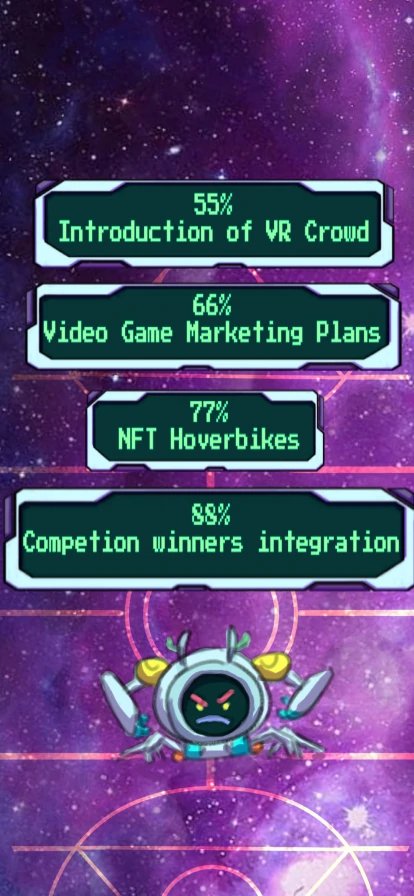 55%
Introduction of VR Crowd
66%
Video Game Marketing Plans
77%
NFT Hoverbikes
88%
Competion winners integration